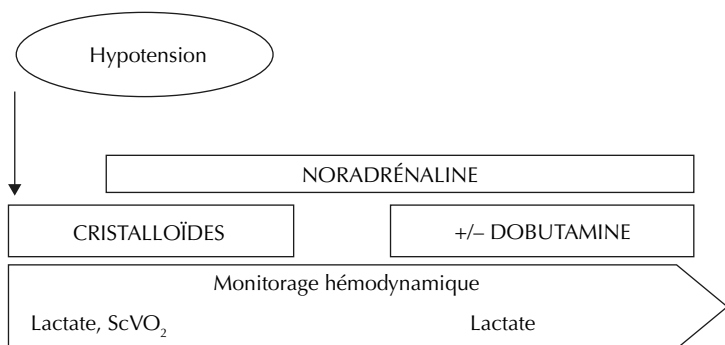 Hypotension
NORADRÉNALINE
CRISTALLOÏDES
+/– DOBUTAMINE
Monitorage hémodynamique
Lactate, ScVO₂
Lactate